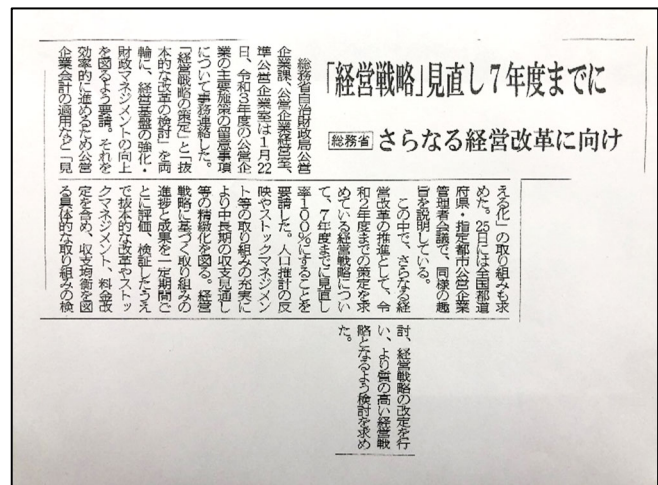 「経営戦略」見直し7年度までに
総務省 さらなる経営改革に向け
総務省自治財政局公営
企業課、公営企業経営室、
準公営企業室は1月22
日、令和3年度の公営企
業の主要施策の留意事項
について事務連絡した。
「経営戦略の策定」と「抜
本的な改革の検討」を両
輪に、経営基盤の強化・
財政マネジメントの向上
を図るよう要請。それを
効率的に進めるため公営
企業会計の適用など「見
える化」の取り組みも求
めた。25日には全国都道
府県・指定都市公営企業
管理者会議で、同様の趣
旨を説明している。
この中で、さらなる経
営改革の推進として、令
和2年度までの策定を求
めている経営戦略につい
て、7年度までに見直し
率100%にすることを
要請した。人口推計の反
映やストックマネジメン
ト等の取り組みの充実に
より中長期の収支見通し
等の精緻化を図る。経営
戦略に基づく取り組みの
進捗と成果を一定期間ご
とに評価、検証したうえ
で抜本的な改革やストッ
クマネジメント、料金改
定を含め、収支均衡を図
る具体的な取り組みの検
討、経営戦略の改定を行
い、より質の高い経営戦
略となるよう検討を求め
た。